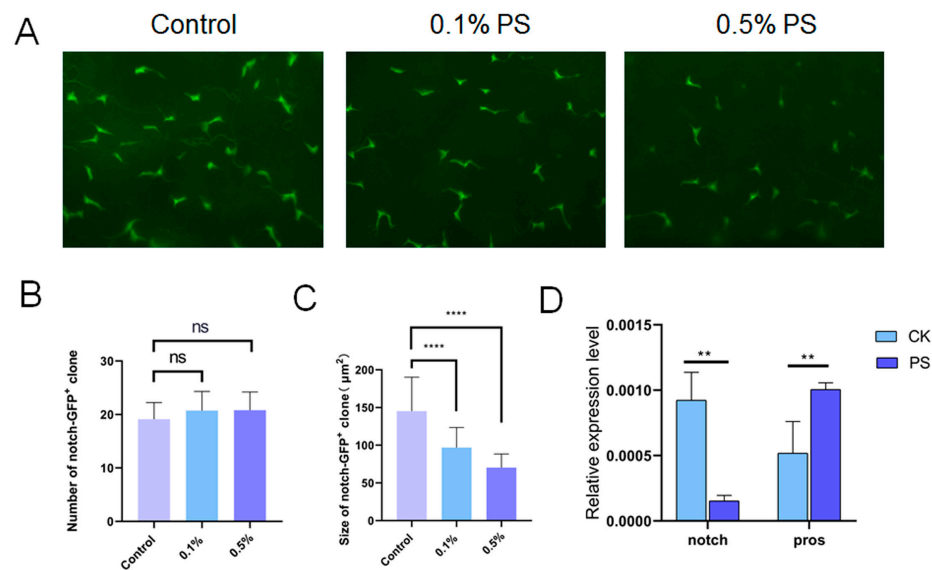 A
Control
0.1% PS
0.5% PS
B
Number of notch-GFP⁺ clone
30
20
10
0
ns
ns
Control
0.1%
0.5%
C
Size of notch-GFP⁺ clone( μm²)
200
150
100
50
0
****
****
Control
0.1%
0.5%
D
Relative expression level
0.0015
0.0010
0.0005
0.0000
**
**
notch
pros
CK
PS